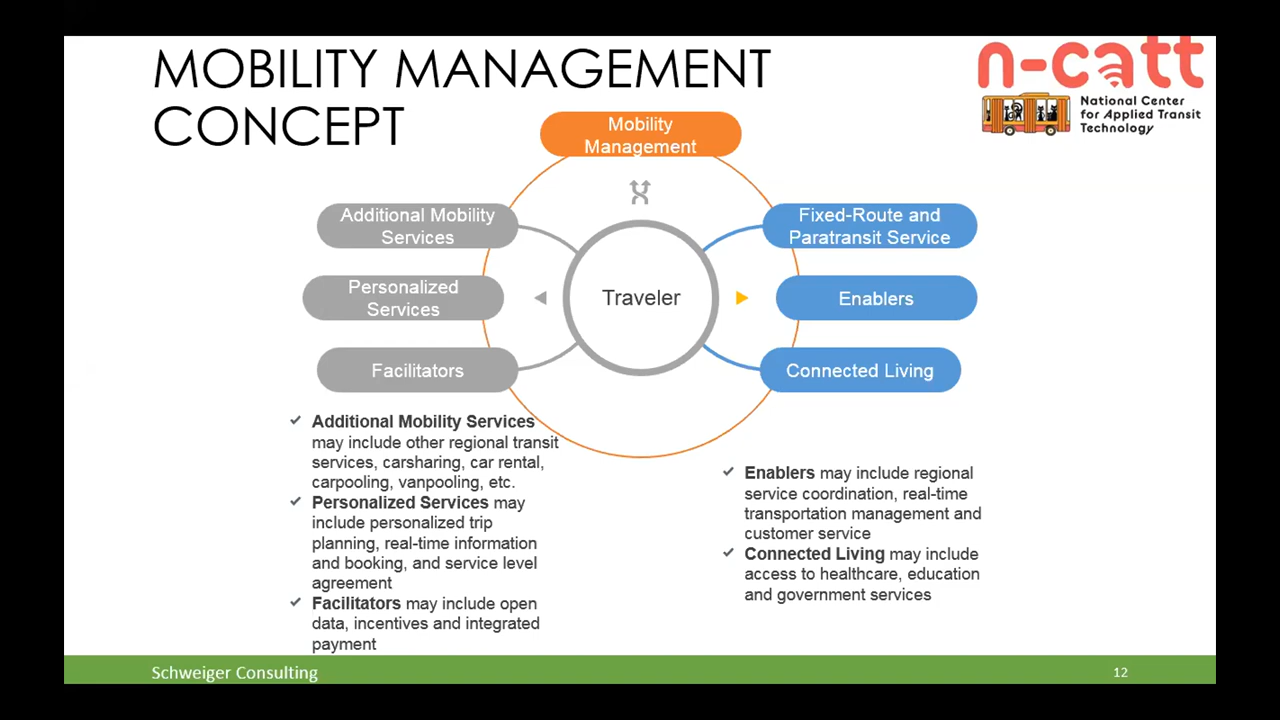 MOBILITY MANAGEMENT
CONCEPT
n-catt
National Center
for Applied Transit
Technology
Mobility
Management
Additional Mobility
Services
Personalized
Services
Facilitators
Traveler
Fixed-Route and
Paratransit Service
Enablers
Connected Living
Additional Mobility Services
may include other regional transit
services, carsharing, car rental,
carpooling, vanpooling, etc.
Personalized Services may
include personalized trip
planning, real-time information
and booking, and service level
agreement
Facilitators may include open
data, incentives and integrated
payment
Enablers may include regional
service coordination, real-time
transportation management and
customer service
Connected Living may include
access to healthcare, education
and government services
Schweiger Consulting
12